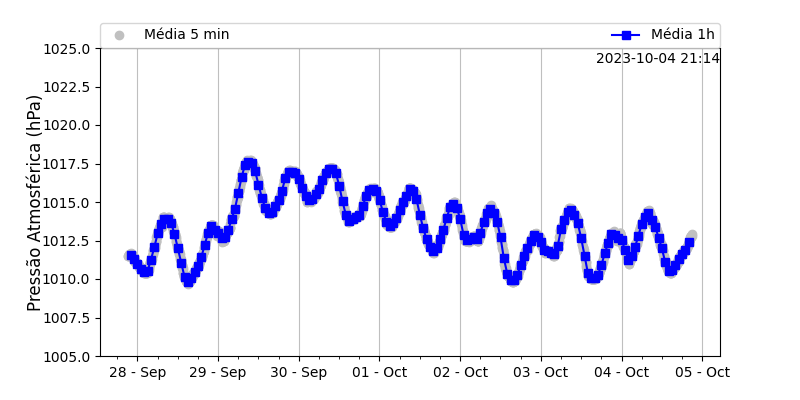 Média 5 min
Média 1h
2023-10-04 21:14
Pressão Atmosférica (hPa)
1025.0
1022.5
1020.0
1017.5
1015.0
1012.5
1010.0
1007.5
1005.0
28 - Sep
29 - Sep
30 - Sep
01 - Oct
02 - Oct
03 - Oct
04 - Oct
05 - Oct